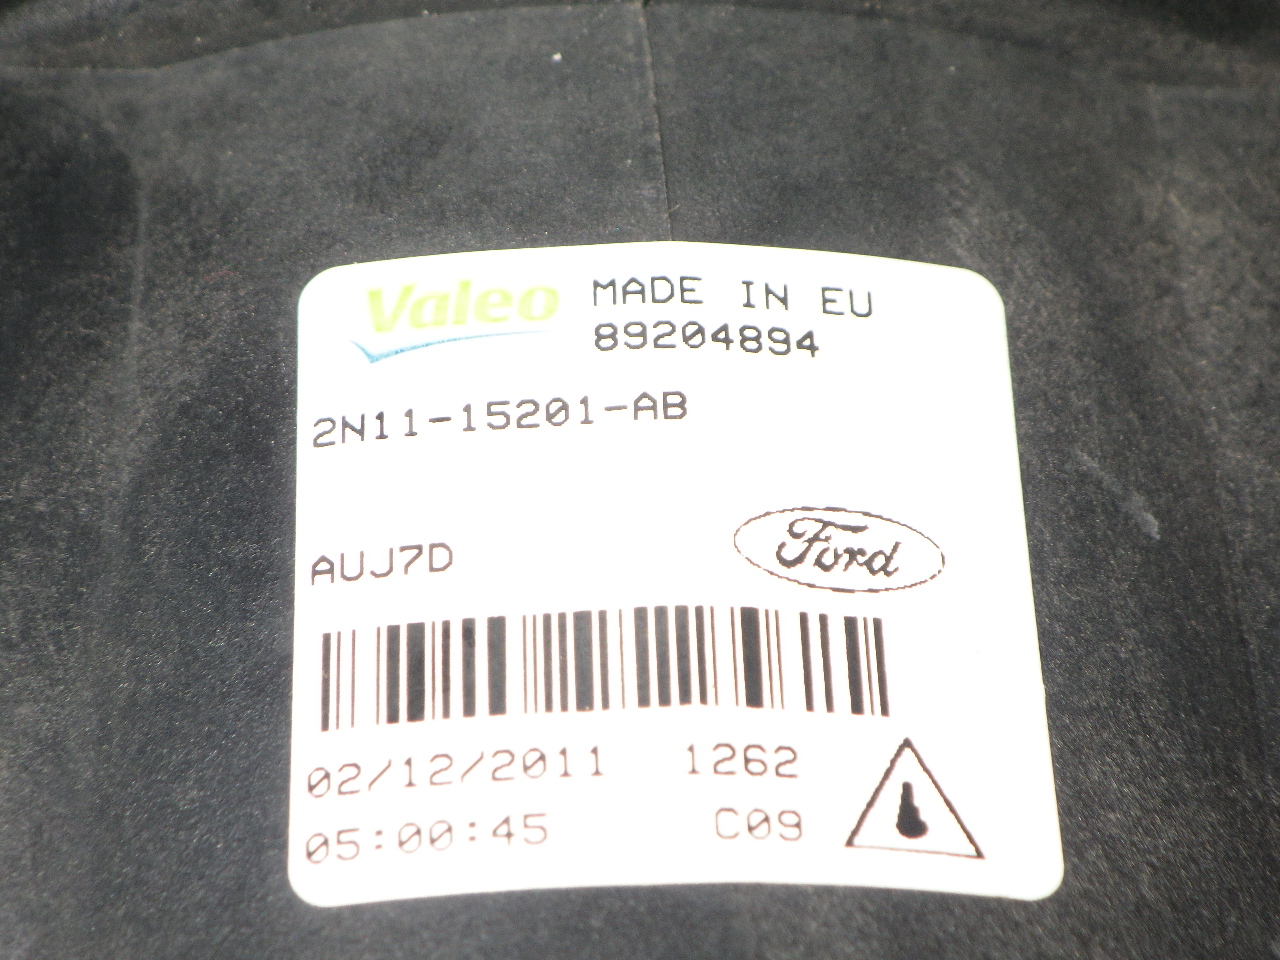 Valeo MADE IN EU
89204894
2N11-15201-AB
AUJ7D
Ford
02/12/2011 1262
05:00:45 C09